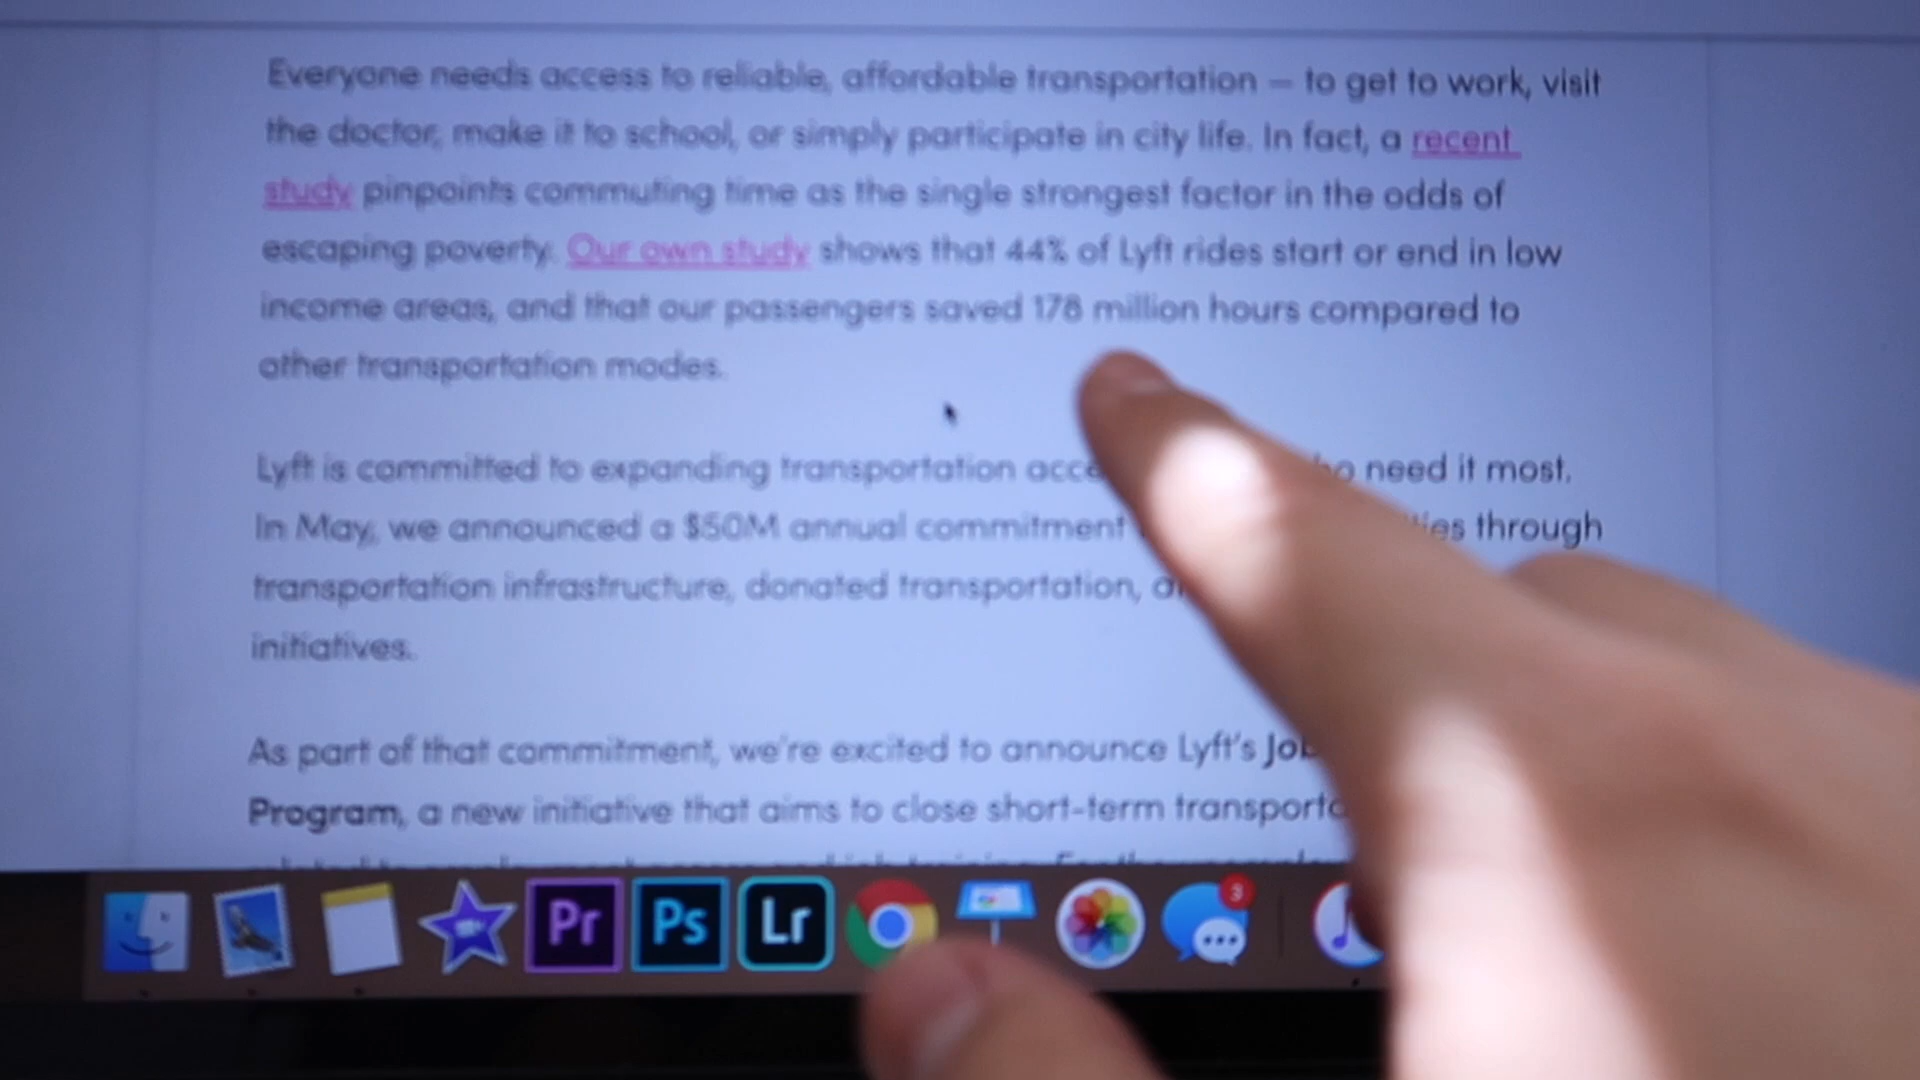 Everyone needs access to reliable, affordable transportation — to get to work, visit
the doctor, make it to school, or simply participate in city life. In fact, a recent
study pinpoints commuting time as the single strongest factor in the odds of
escaping poverty. Our own study shows that 44% of Lyft rides start or end in low
income areas, and that our passengers saved 178 million hours compared to
other transportation modes.
Lyft is committed to expanding transportation need it most.
In May, we announced a $50M annual commitment through
transportation infrastructure, donated transportation,
initiatives.
As part of that commitment, we're excited to announce Lyft's
Program, a new initiative that aims to close short-term
Pr Ps Lr 3